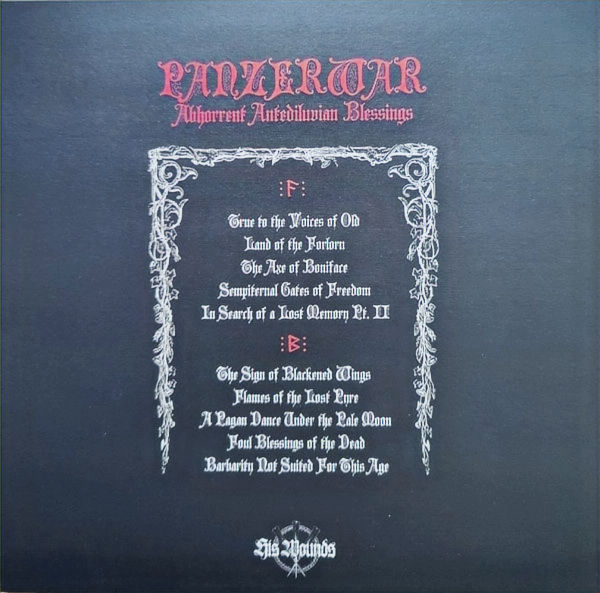 PANZERWAR
Abhorrent Antediluvian Blessings
:A:
True to the Voices of Old
Land of the Forlorn
The Axe of Boniface
Sempiternal Gates of Freedom
In Search of a Lost Memory Pt. II
:B:
The Sign of Blackened Wings
Flames of the Lost Pyre
A Pagan Dance Under the Pale Moon
Foul Blessings of the Dead
Barbarity Not Suited For This Age
His Wounds